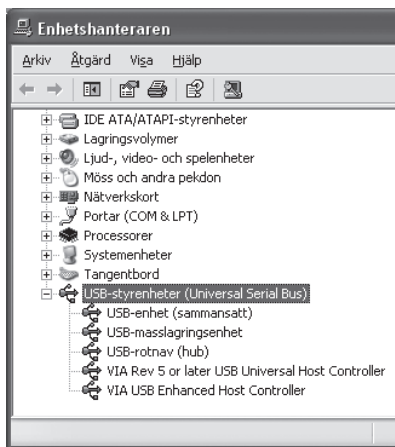 Enhetshanteraren
Arkiv Åtgärd Visa Hjälp
IDE ATA/ATAPI-styrenheter
Lagringsvolymer
Ljud-, video- och spelenheter
Möss och andra pekdon
Nätverkskort
Portar (COM & LPT)
Processorer
Systemenheter
Tangentbord
USB-styrenheter (Universal Serial Bus)
USB-enhet (sammansatt)
USB-masslagringsenhet
USB-rotnav (hub)
VIA Rev 5 or later USB Universal Host Controller
VIA USB Enhanced Host Controller